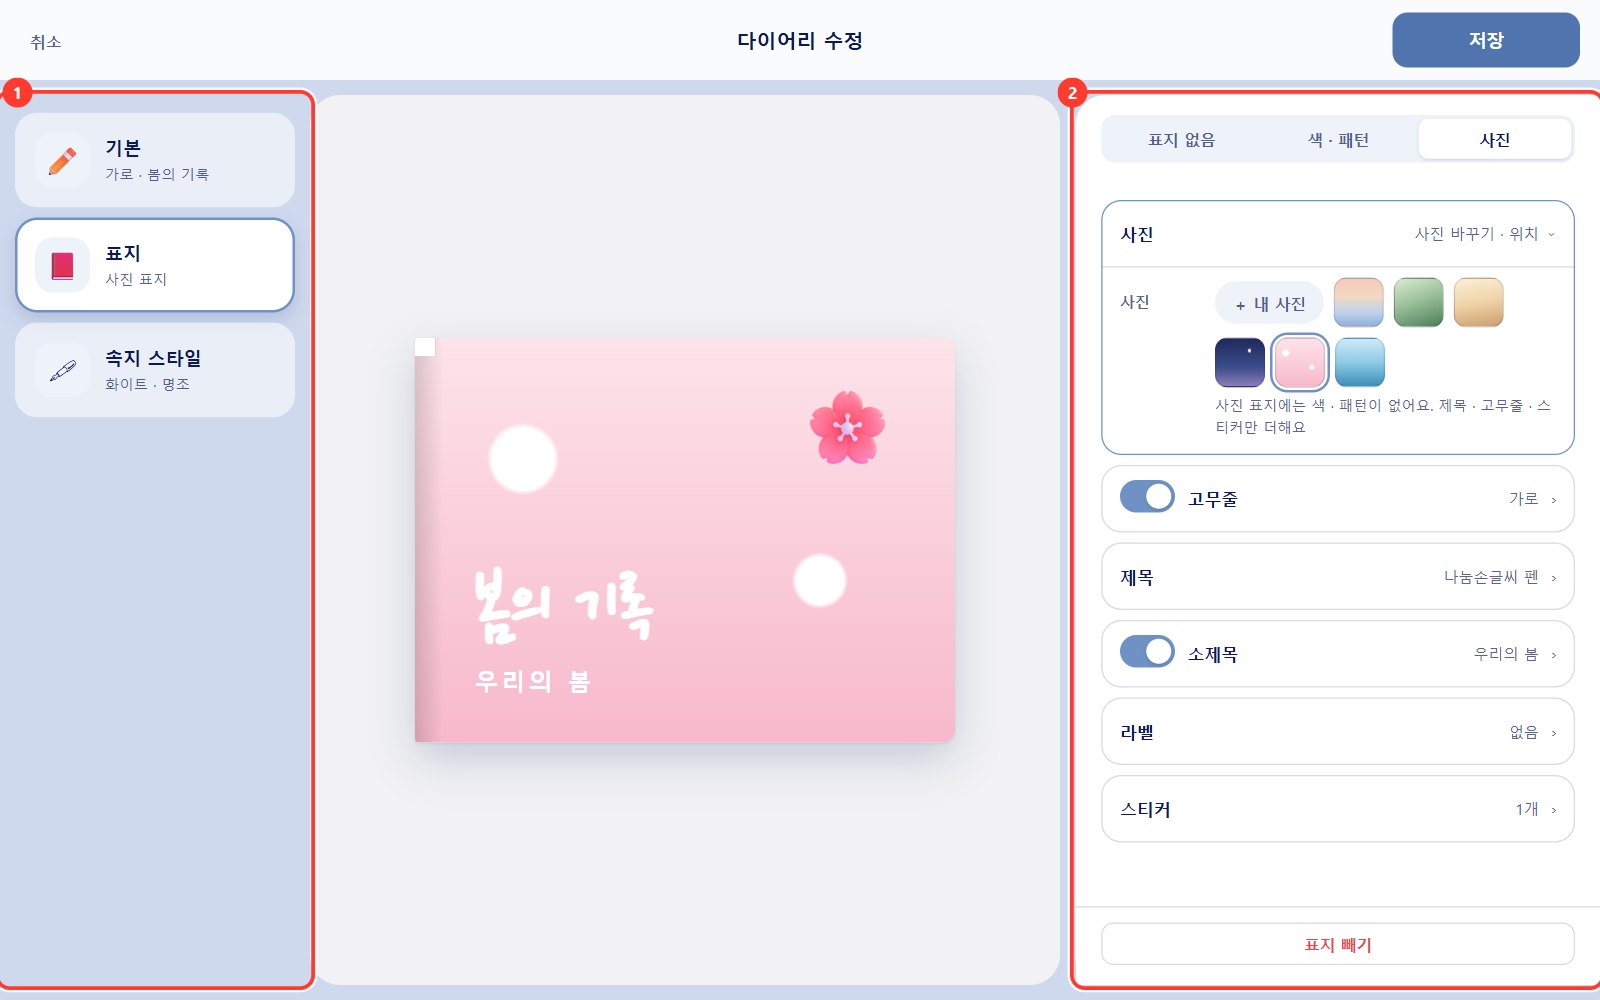 취소
다이어리 수정
저장
1
기본
가로 · 봄의 기록
표지
사진 표지
속지 스타일
화이트 · 명조
봄의 기록
우리의 봄
2
표지 없음
색 · 패턴
사진
사진
사진 바꾸기 · 위치
사진
+ 내 사진
사진 표지에는 색 · 패턴이 없어요. 제목 · 고무줄 · 스
티커만 더해요
고무줄
가로
제목
나눔손글씨 펜
소제목
우리의 봄
라벨
없음
스티커
1개
표지 빼기